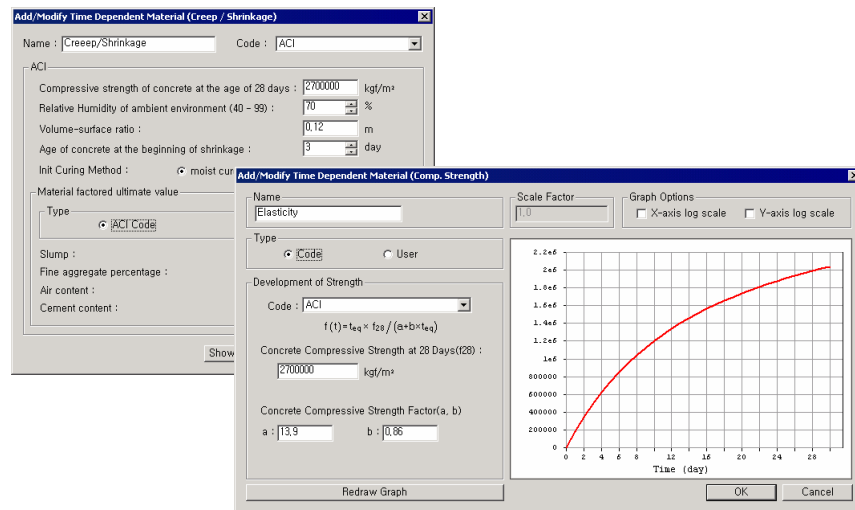 Add/Modify Time Dependent Material (Creep / Shrinkage)
Name : Creeep/Shrinkage Code : ACI
ACI
Compressive strength of concrete at the age of 28 days : 2700000 kgf/m²
Relative Humidity of ambient environment (40 - 99) : 70 %
Volume-surface ratio : 0.12 m
Age of concrete at the beginning of shrinkage : 3 day
Init Curing Method : moist cur
Material factored ultimate value
Type
ACI Code
Slump :
Fine aggregate percentage :
Air content :
Cement content :
Show
Add/Modify Time Dependent Material (Comp. Strength)
Name
Elasticity
Scale Factor
1.0
Graph Options
X-axis log scale Y-axis log scale
Type
Code User
Development of Strength
Code : ACI
f(t)=teq × f28/(a+b×teq)
Concrete Compressive Strength at 28 Days(f28) :
2700000 kgf/m²
Concrete Compressive Strength Factor(a, b)
a : 13.9 b : 0.86
Redraw Graph
2.2e6
2e6
1.8e6
1.6e6
1.4e6
1.2e6
1e6
800000
600000
400000
200000
0
0 2 4 6 8 12 16 20 24 28
Time (day)
OK Cancel